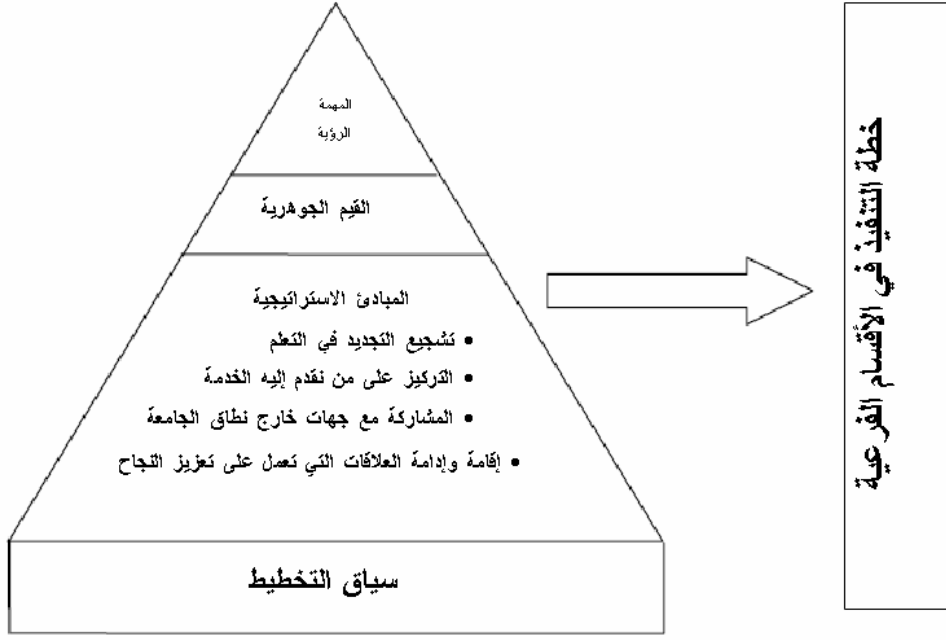 المهمة
الرؤية
القيم الجوهرية
المبادئ الاستراتيجية
• تشجيع التجديد في التعلم
• التركيز على من نقدم إليه الخدمة
• المشاركة مع جهات خارج نطاق الجامعة
• إقامة وإدامة العلاقات التي تعمل على تعزيز النجاح
سياق التخطيط
خطة التنفيذ في الأقسام الفرعية